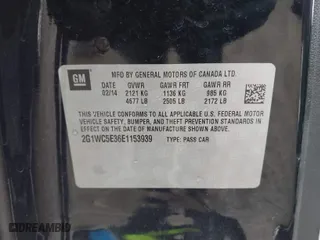 GM
MFD BY GENERAL MOTORS OF CANADA LTD.
DATE GVWR GAWR FRT GAWR RR
02/14 2121 KG 1136 KG 985 KG
4677 LB 2505 LB 2172 LB
THIS VEHICLE CONFORMS TO ALL APPLICABLE U.S. FEDERAL MOTOR
VEHICLE SAFETY, BUMPER, AND THEFT PREVENTION STANDARDS IN
EFFECT ON THE DATE OF MANUFACTURE SHOWN ABOVE.
2G1WC5E36E1153939 TYPE: PASS CAR
IDREAMBID